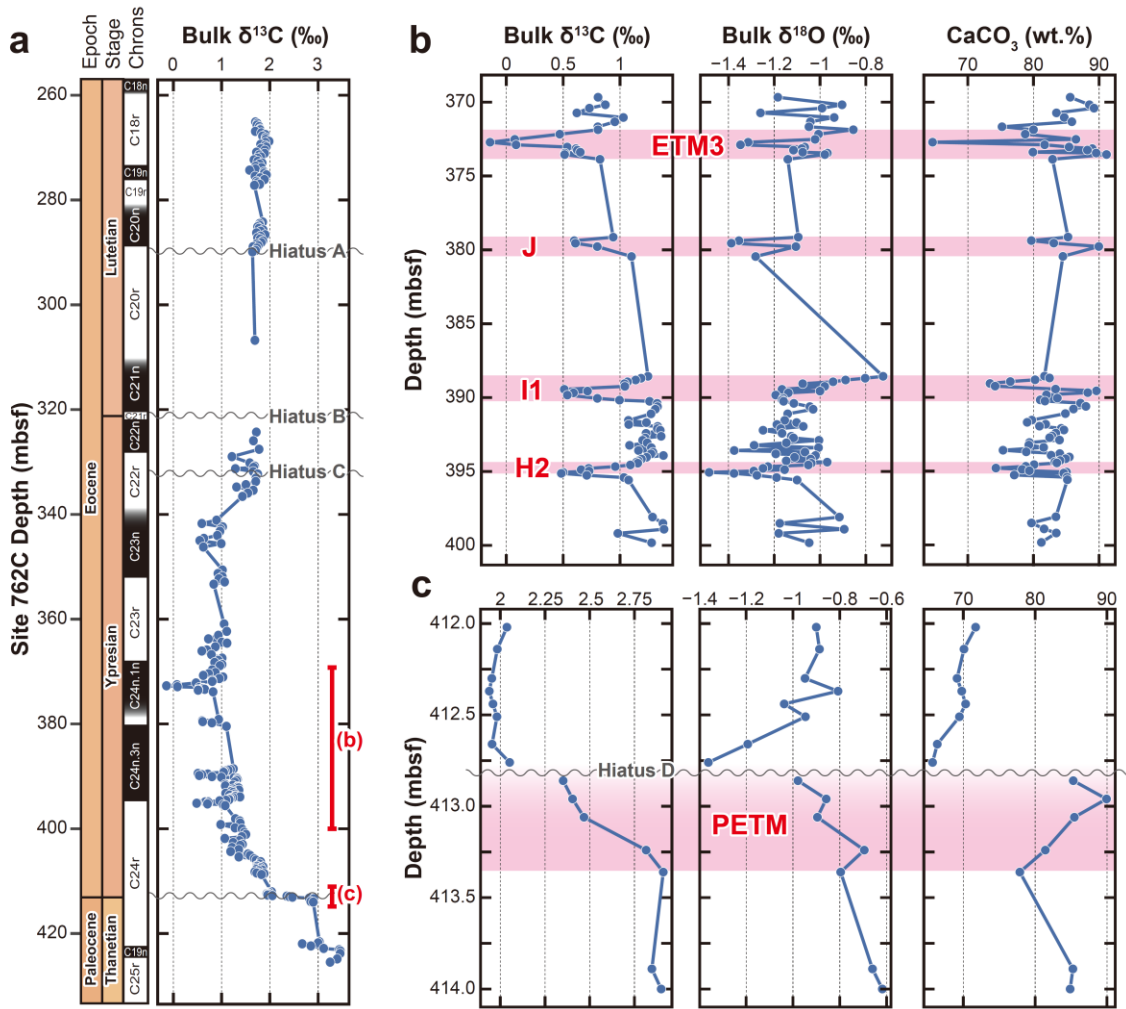 a
Epoch
Stage
Chrons
Bulk δ¹³C (‰)
0 1 2 3
Site 762C Depth (mbsf)
260
280
300
320
340
360
380
400
420
Eocene
Paleocene
Lutetian
Ypresian
Thanetian
C18n
C18r
C19n
C19r
C20n
C20r
C21n
C21r
C22n
C22r
C23n
C23r
C24n.1n
C24n.3n
C24r
C19n
C25r
Hiatus A
Hiatus B
Hiatus C
(b)
(c)
b
Bulk δ¹³C (‰) Bulk δ¹⁸O (‰) CaCO₃ (wt.%)
0 0.5 1 −1.4 −1.2 −1 −0.8 70 80 90
Depth (mbsf)
370
375
380
385
390
395
400
ETM3
J
I1
H2
c
2 2.25 2.5 2.75 −1.4 −1.2 −1 −0.8 −0.6 70 80 90
Depth (mbsf)
412.0
412.5
413.0
413.5
414.0
Hiatus D
PETM